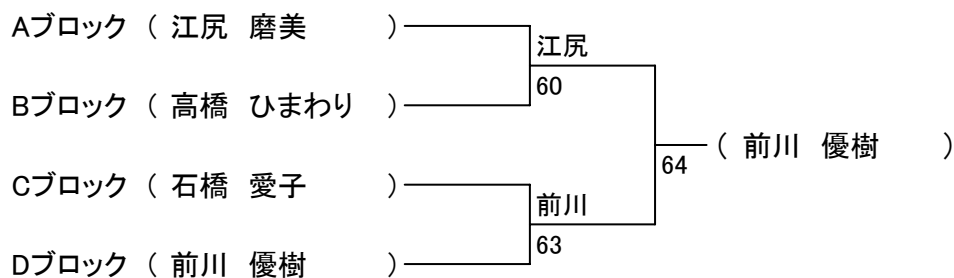 Aブロック （ 江尻　磨美　　　）
江尻
60
Bブロック （ 高橋　ひまわり　）
64 （ 前川　優樹　　）
Cブロック （ 石橋　愛子　　　）
前川
63
Dブロック （ 前川　優樹　　　）